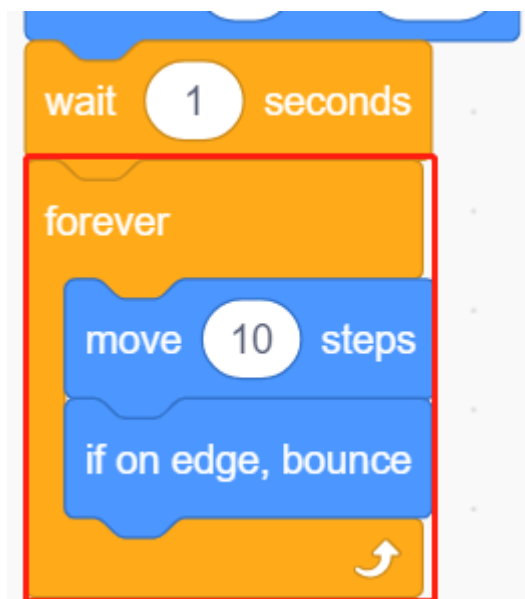 wait 1 seconds
forever
move 10 steps
if on edge, bounce